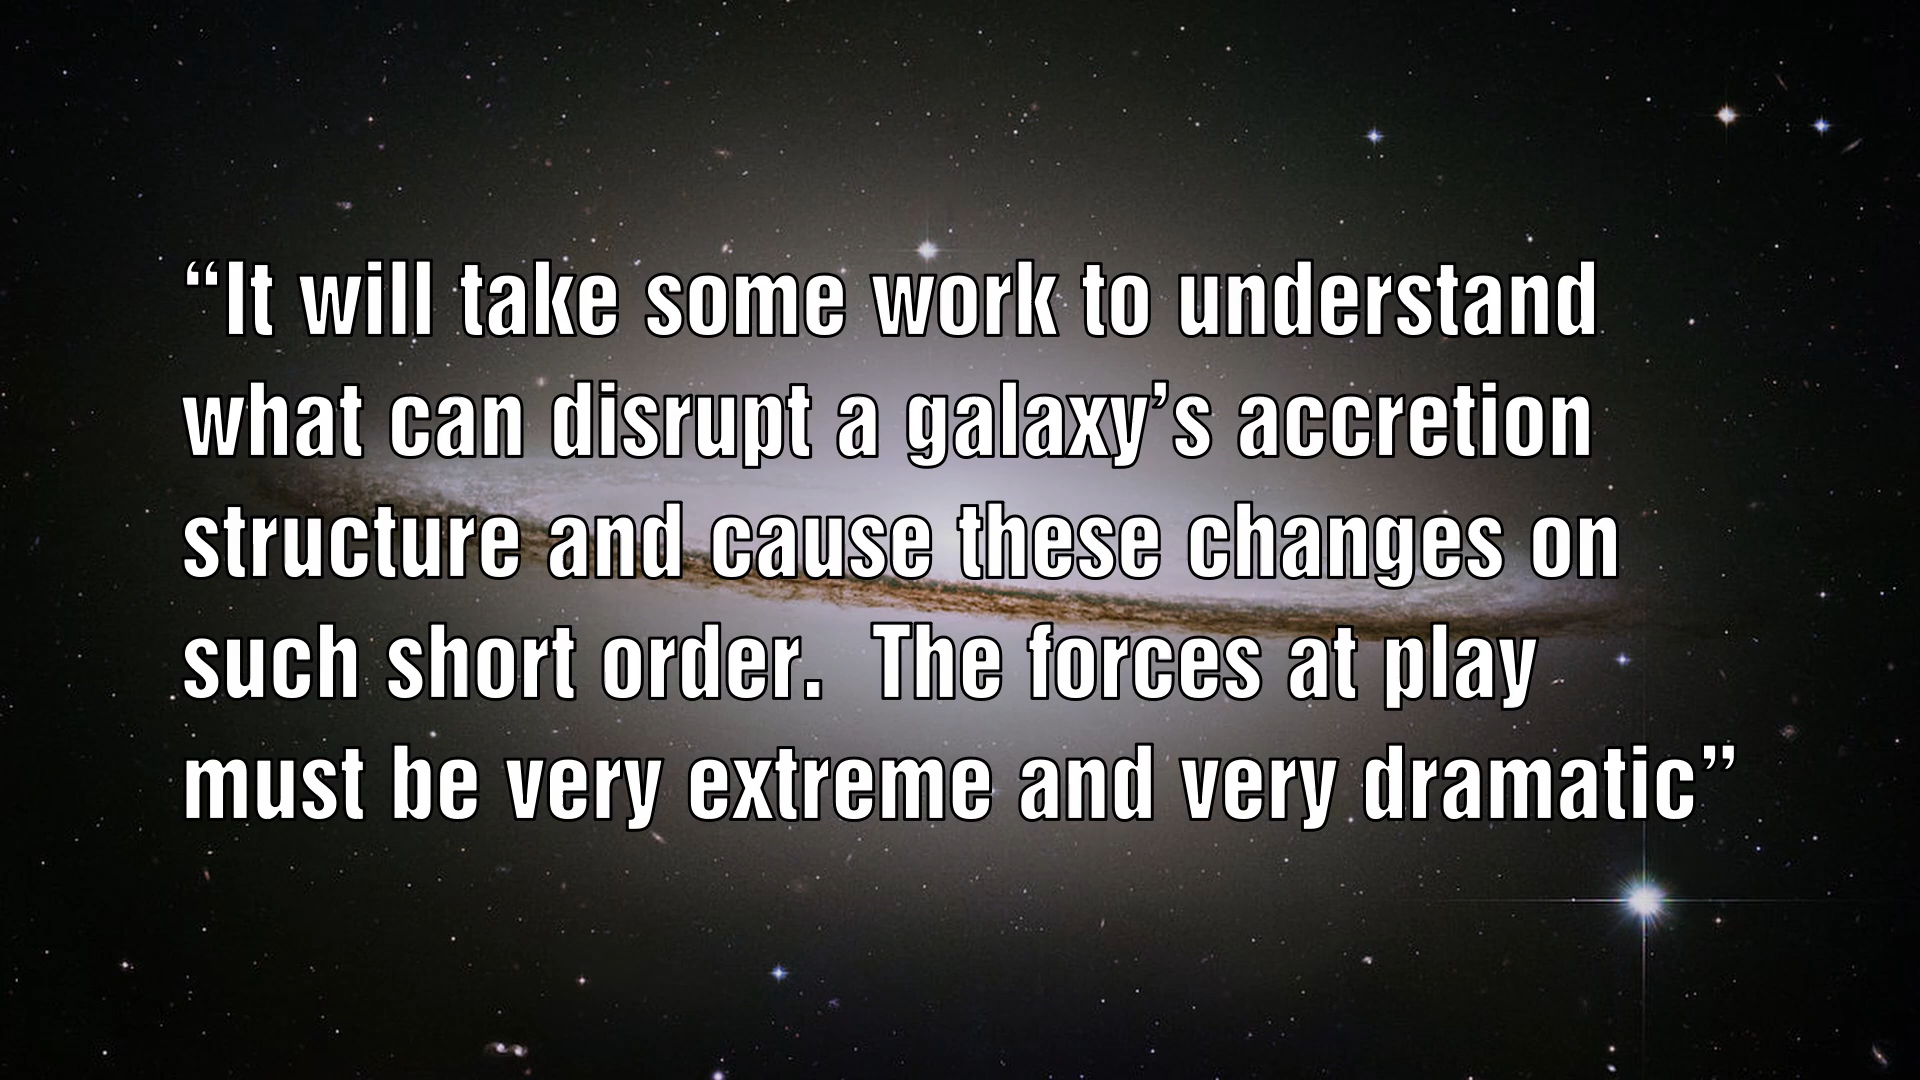 “It will take some work to understand
what can disrupt a galaxy’s accretion
structure and cause these changes on
such short order.  The forces at play
must be very extreme and very dramatic”